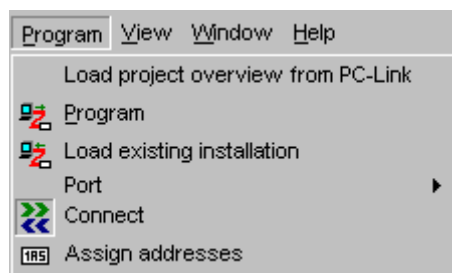 Program View Window Help
Load project overview from PC-Link
Program
Load existing installation
Port
Connect
Assign addresses